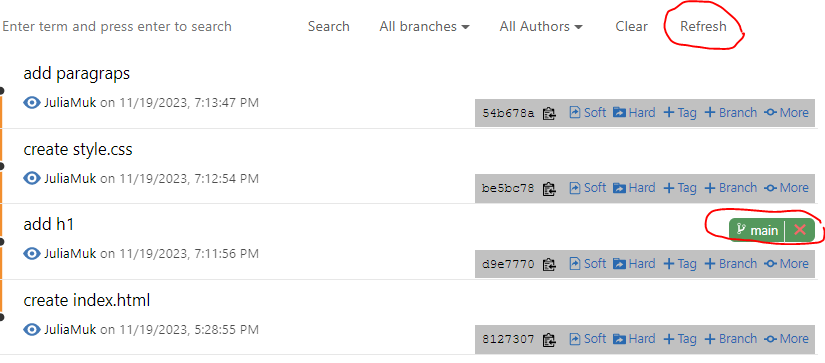 Enter term and press enter to search Search All branches All Authors Clear Refresh
add paragraps
JuliaMuk on 11/19/2023, 7:13:47 PM 54b678a Soft Hard Tag Branch More
create style.css
JuliaMuk on 11/19/2023, 7:12:54 PM be5bc78 Soft Hard Tag Branch More
add h1 main
JuliaMuk on 11/19/2023, 7:11:56 PM d9e7770 Soft Hard Tag Branch More
create index.html
JuliaMuk on 11/19/2023, 5:28:55 PM 8127307 Soft Hard Tag Branch More